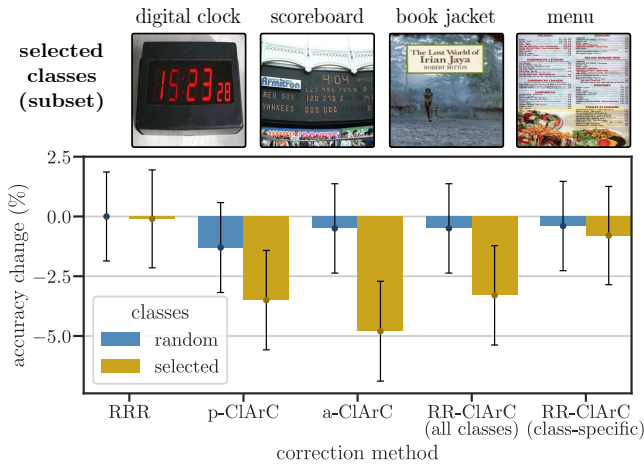 digital clock scoreboard book jacket menu
selected
classes
(subset)
15:23 28
Armitron
4:04
RED SOX
YANKEES
The Lost World of
Irian Jaya
ROBERT MITTON
2.5
0.0
−2.5
−5.0
accuracy change (%)
classes
random
selected
RRR p-ClArC a-ClArC RR-ClArC RR-ClArC
(all classes) (class-specific)
correction method